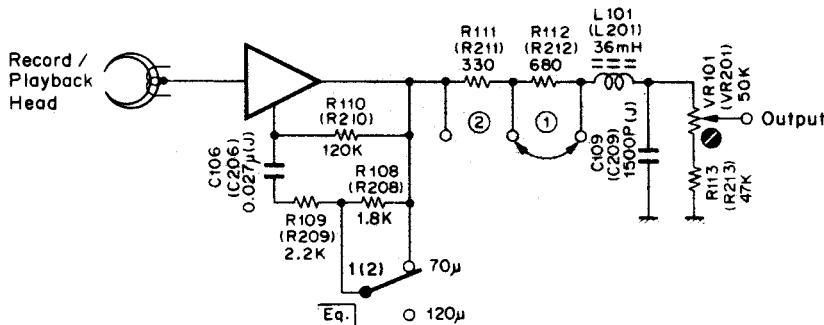 Record /
Playback
Head
R111
(R211)
330
R112
(R212)
680
L101
(L201)
36mH
②
①
VR101
(VR201)
50K
Output
R110
(R210)
120K
C106
(C206)
0.027μ(J)
R108
(R208)
1.8K
R109
(R209)
2.2K
C109
(C209)
1500P(J)
R113
(R213)
47K
1(2)
70μ
Eq.
120μ